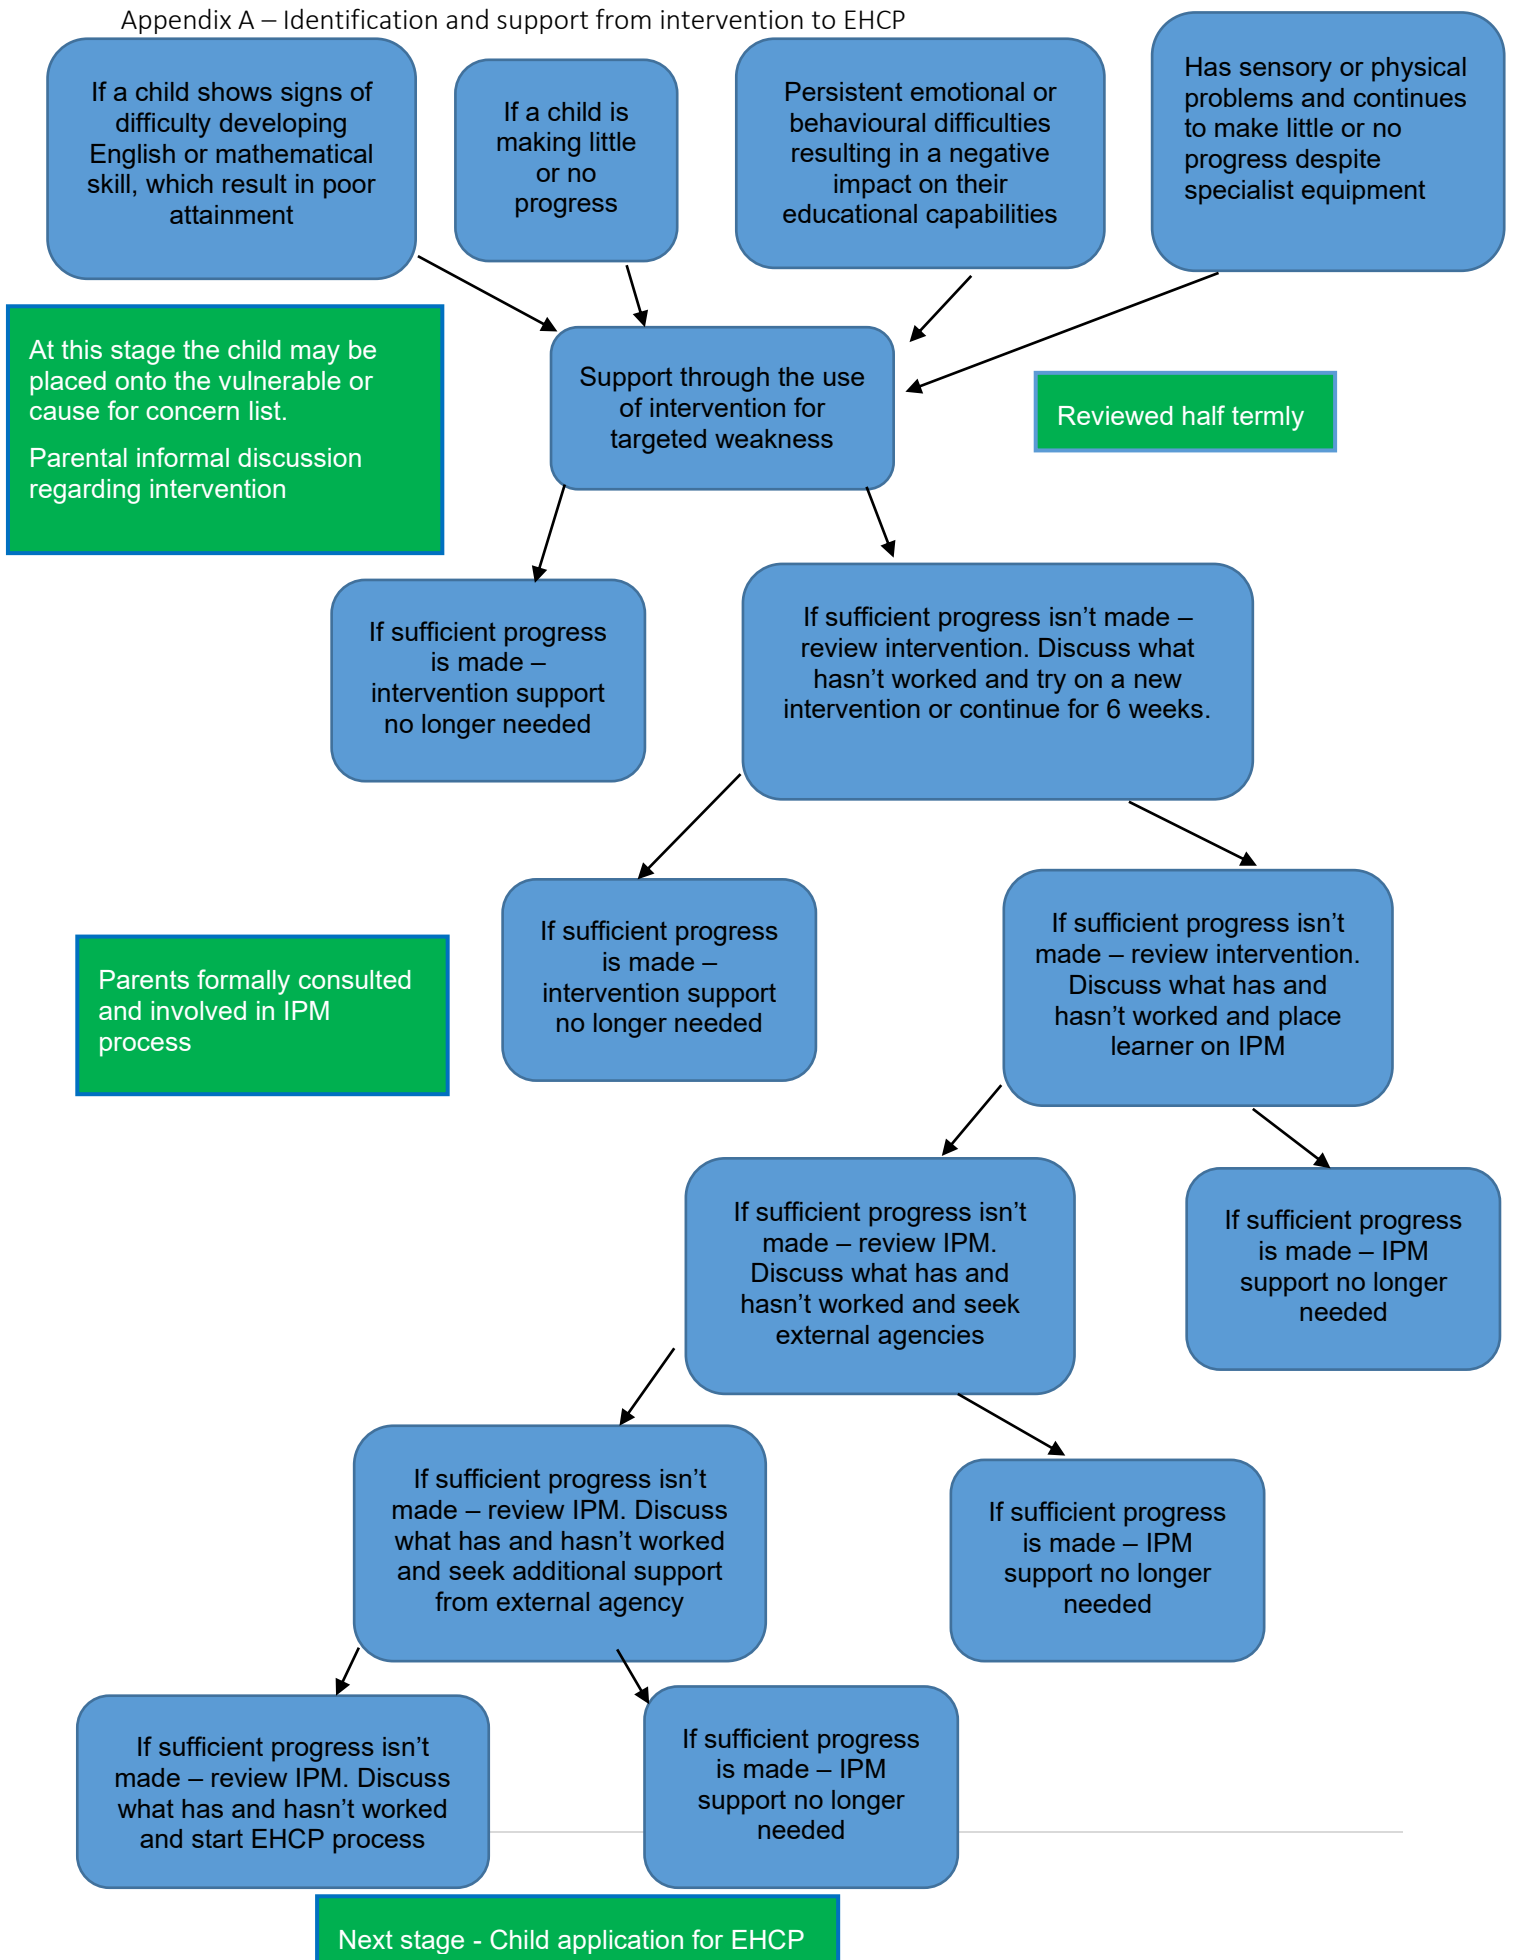 Appendix A – Identification and support from intervention to EHCP
If a child shows signs of
difficulty developing
English or mathematical
skill, which result in poor
attainment
If a child is
making little
or no
progress
Persistent emotional or
behavioural difficulties
resulting in a negative
impact on their
educational capabilities
Has sensory or physical
problems and continues
to make little or no
progress despite
specialist equipment
At this stage the child may be
placed onto the vulnerable or
cause for concern list.
Parental informal discussion
regarding intervention
Support through the use
of intervention for
targeted weakness
Reviewed half termly
If sufficient progress
is made –
intervention support
no longer needed
If sufficient progress isn’t made –
review intervention. Discuss what
hasn’t worked and try on a new
intervention or continue for 6 weeks.
Parents formally consulted
and involved in IPM
process
If sufficient progress
is made –
intervention support
no longer needed
If sufficient progress isn’t
made – review intervention.
Discuss what has and
hasn’t worked and place
learner on IPM
If sufficient progress isn’t
made – review IPM.
Discuss what has and
hasn’t worked and seek
external agencies
If sufficient progress
is made – IPM
support no longer
needed
If sufficient progress isn’t
made – review IPM. Discuss
what has and hasn’t worked
and seek additional support
from external agency
If sufficient progress
is made – IPM
support no longer
needed
If sufficient progress isn’t
made – review IPM. Discuss
what has and hasn’t worked
and start EHCP process
If sufficient progress
is made – IPM
support no longer
needed
Next stage - Child application for EHCP